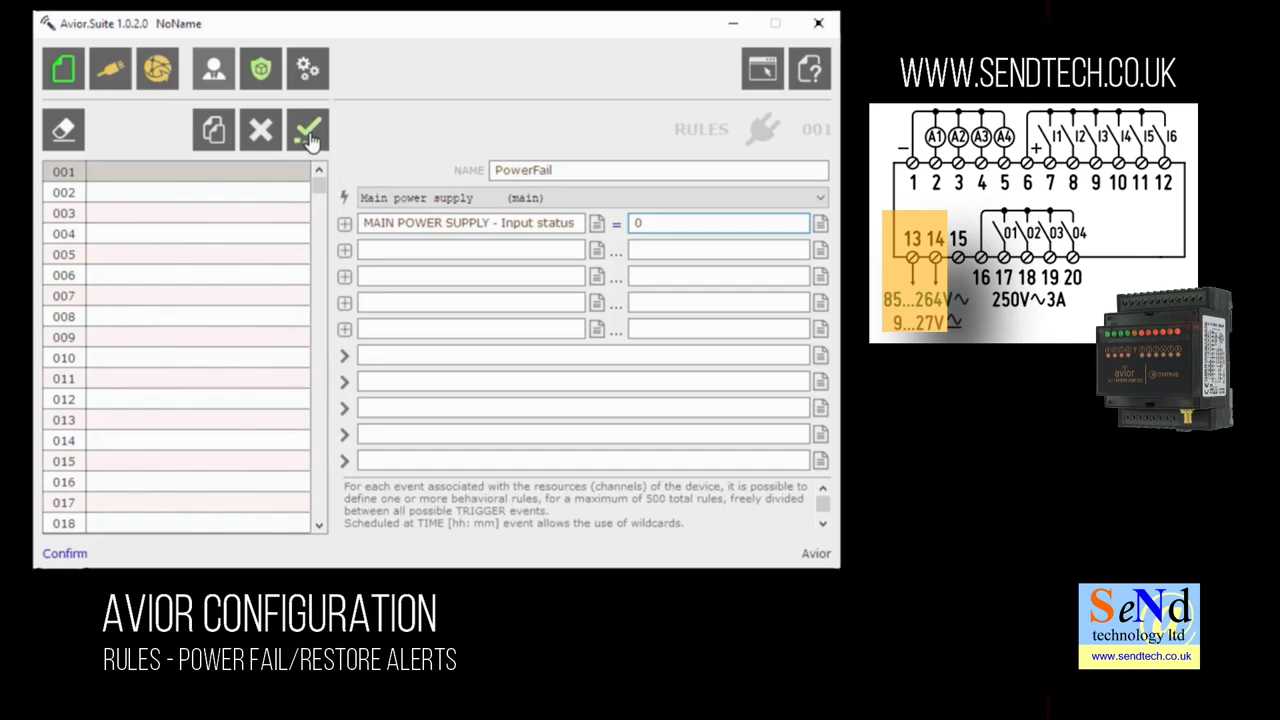 Avior.Suite 1.0.2.0 NoName
RULES 001
NAME PowerFail
Main power supply (main)
MAIN POWER SUPPLY - Input status = 0
...
...
...
...
001
002
003
004
005
006
007
008
009
010
011
012
013
014
015
016
017
018
For each event associated with the resources (channels) of the device, it is possible to
define one or more behavioral rules, for a maximum of 500 total rules, freely divided
between all possible TRIGGER events.
Scheduled at TIME [hh: mm] event allows the use of wildcards.
Confirm
Avior
WWW.SENDTECH.CO.UK
A1 A2 A3 A4 I1 I2 I3 I4 I5 I6
− +
1 2 3 4 5 6 7 8 9 10 11 12
13 14 15 O1 O2 O3 O4
16 17 18 19 20
85...264V~ 250V~3A
9...27V
avior
CONTRIVE
AVIOR CONFIGURATION
RULES - POWER FAIL/RESTORE ALERTS
SeNd
technology ltd
www.sendtech.co.uk